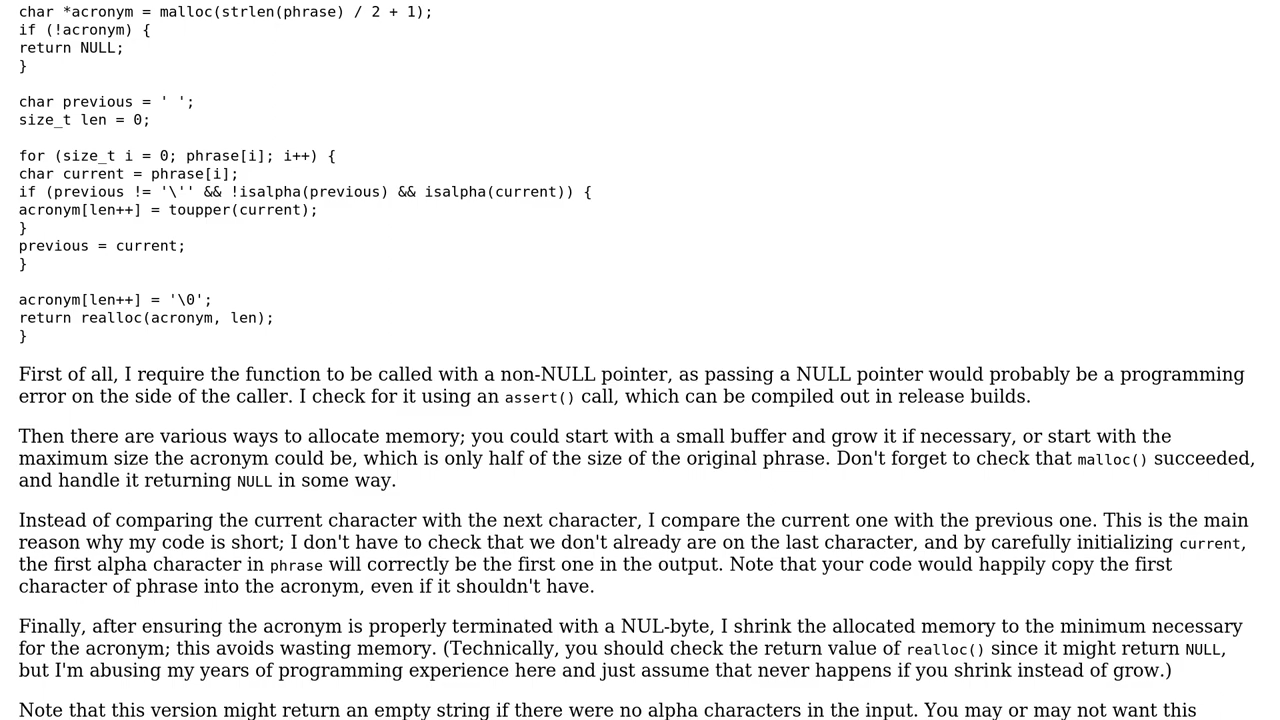 char *acronym = malloc(strlen(phrase) / 2 + 1);
if (!acronym) {
return NULL;
}
char previous = ' ';
size_t len = 0;
for (size_t i = 0; phrase[i]; i++) {
char current = phrase[i];
if (previous != '\'' && !isalpha(previous) && isalpha(current)) {
acronym[len++] = toupper(current);
}
previous = current;
}
acronym[len++] = '\0';
return realloc(acronym, len);
}
First of all, I require the function to be called with a non-NULL pointer, as passing a NULL pointer would probably be a programming
error on the side of the caller. I check for it using an assert() call, which can be compiled out in release builds.
Then there are various ways to allocate memory; you could start with a small buffer and grow it if necessary, or start with the
maximum size the acronym could be, which is only half of the size of the original phrase. Don't forget to check that malloc() succeeded,
and handle it returning NULL in some way.
Instead of comparing the current character with the next character, I compare the current one with the previous one. This is the main
reason why my code is short; I don't have to check that we don't already are on the last character, and by carefully initializing current,
the first alpha character in phrase will correctly be the first one in the output. Note that your code would happily copy the first
character of phrase into the acronym, even if it shouldn't have.
Finally, after ensuring the acronym is properly terminated with a NUL-byte, I shrink the allocated memory to the minimum necessary
for the acronym; this avoids wasting memory. (Technically, you should check the return value of realloc() since it might return NULL,
but I'm abusing my years of programming experience here and just assume that never happens if you shrink instead of grow.)
Note that this version might return an empty string if there were no alpha characters in the input. You may or may not want this